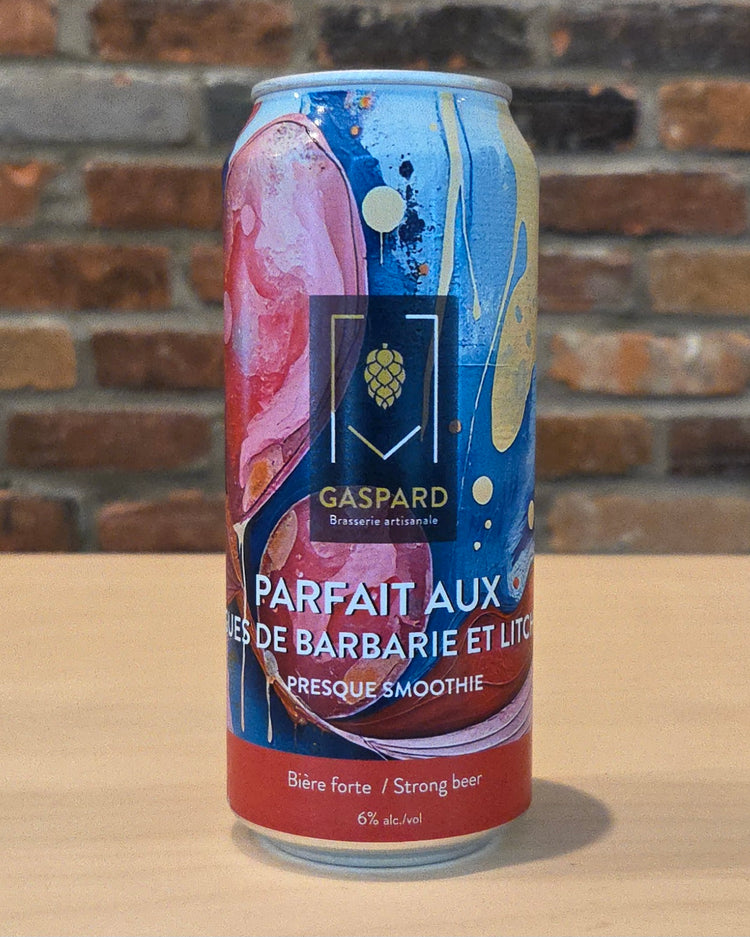 GASPARD
Brasserie artisanale
PARFAIT AUX
DE BARBARIE ET
PRESQUE SMOOTHIE
Bière forte / Strong beer
6% alc./vol